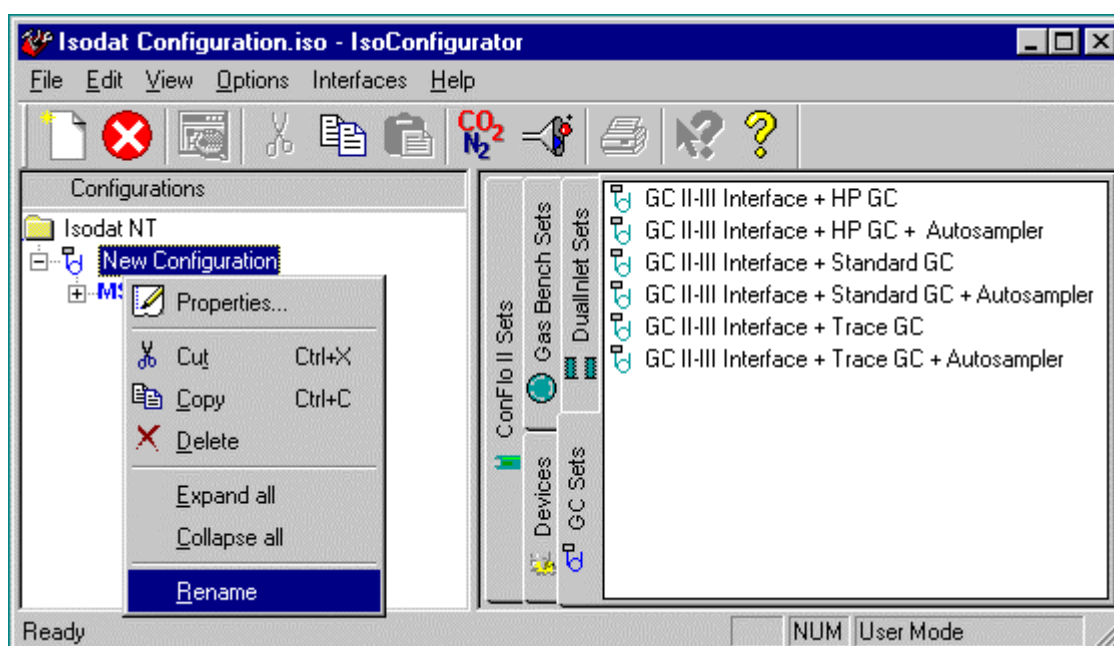 Isodat Configuration.iso - IsoConfigurator
File Edit View Options Interfaces Help
CO2
N2
Configurations
Isodat NT
New Configuration
MS
Properties...
Cut Ctrl+X
Copy Ctrl+C
Delete
Expand all
Collapse all
Rename
ConFlo II Sets
Gas Bench Sets
DualInlet Sets
Devices
GC Sets
GC II-III Interface + HP GC
GC II-III Interface + HP GC + Autosampler
GC II-III Interface + Standard GC
GC II-III Interface + Standard GC + Autosampler
GC II-III Interface + Trace GC
GC II-III Interface + Trace GC + Autosampler
Ready NUM User Mode